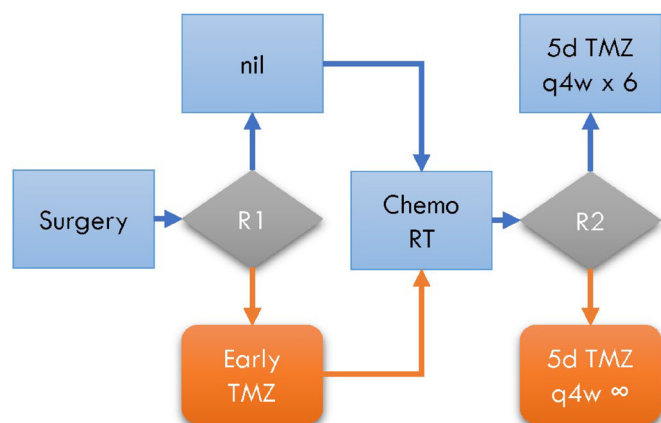 nil
5d TMZ
q4w x 6
Surgery
R1
Chemo
RT
R2
Early
TMZ
5d TMZ
q4w ∞